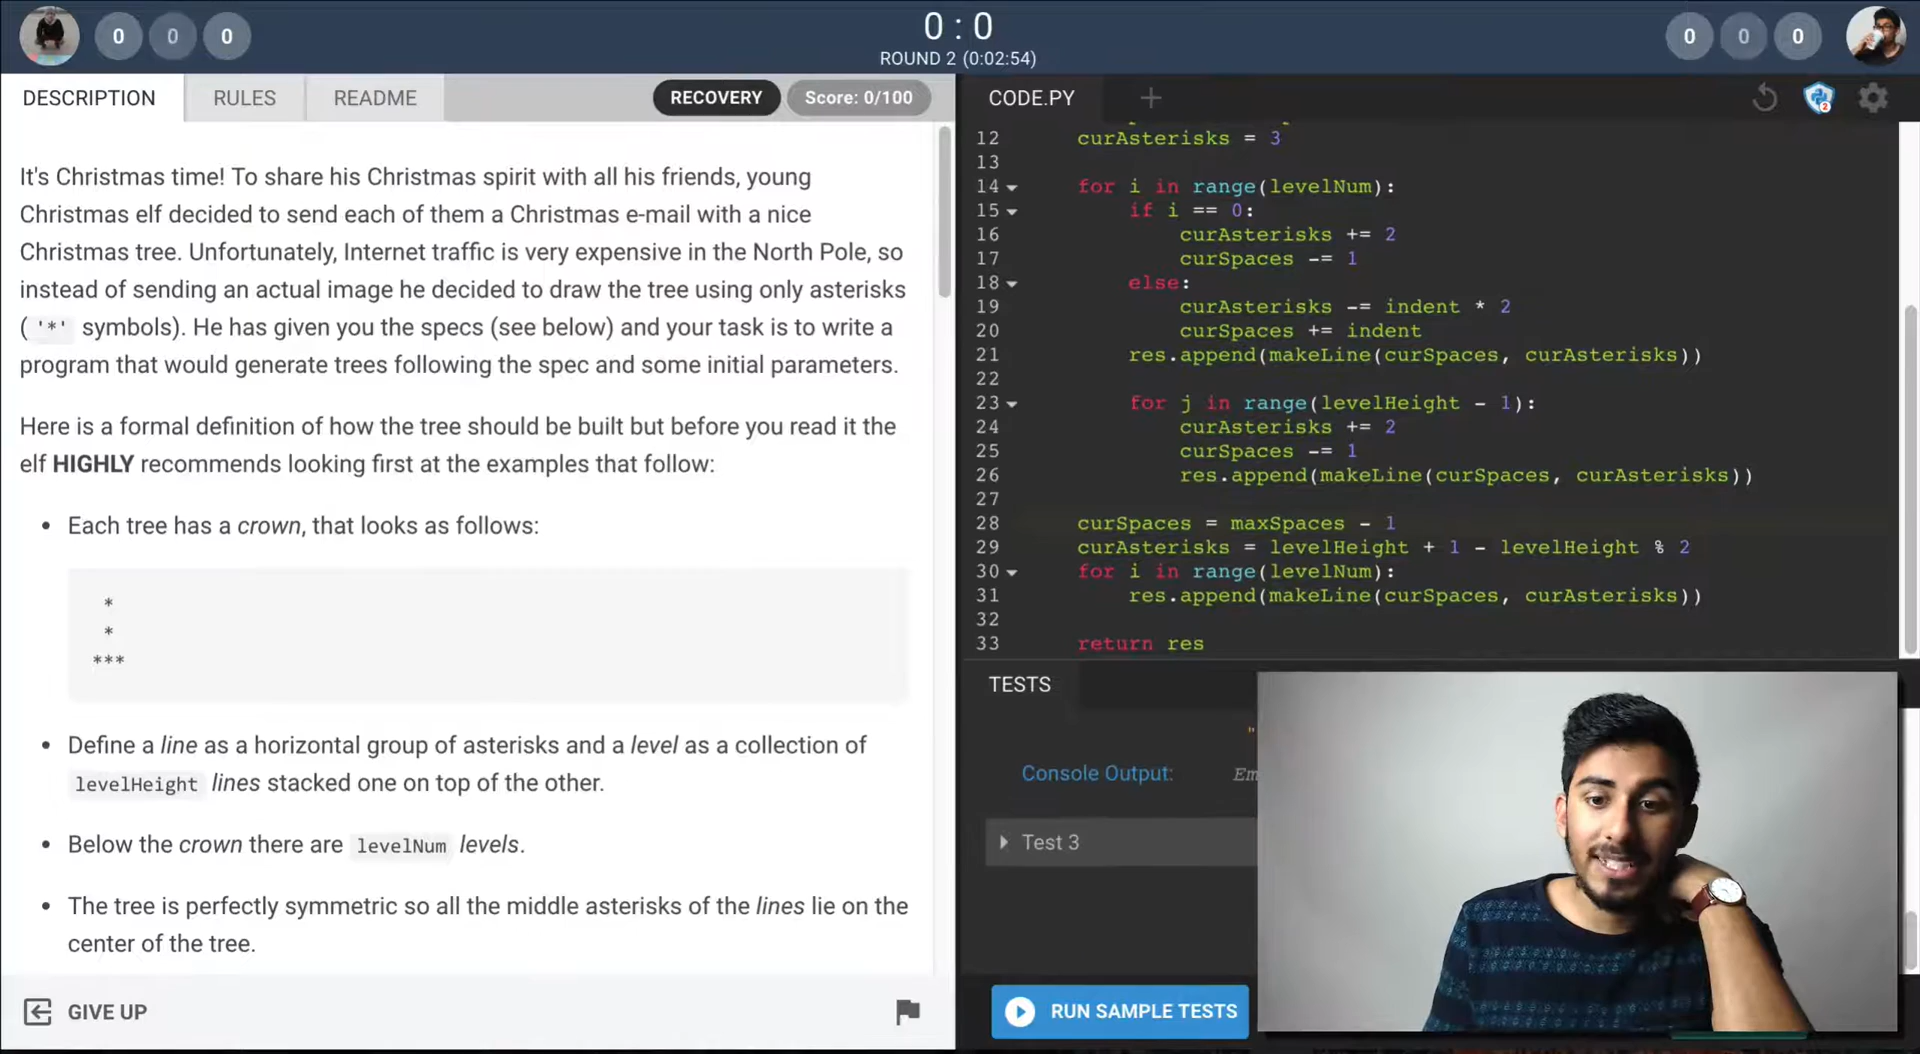 0 0 0
0 : 0
ROUND 2 (0:02:54)
0 0 0
DESCRIPTION RULES README RECOVERY Score: 0/100
It's Christmas time! To share his Christmas spirit with all his friends, young
Christmas elf decided to send each of them a Christmas e-mail with a nice
Christmas tree. Unfortunately, Internet traffic is very expensive in the North Pole, so
instead of sending an actual image he decided to draw the tree using only asterisks
( '*' symbols). He has given you the specs (see below) and your task is to write a
program that would generate trees following the spec and some initial parameters.
Here is a formal definition of how the tree should be built but before you read it the
elf HIGHLY recommends looking first at the examples that follow:
• Each tree has a crown, that looks as follows:
*
*
***
• Define a line as a horizontal group of asterisks and a level as a collection of
levelHeight lines stacked one on top of the other.
• Below the crown there are levelNum levels.
• The tree is perfectly symmetric so all the middle asterisks of the lines lie on the
center of the tree.
GIVE UP
CODE.PY +
2
12 curAsterisks = 3
13
14 for i in range(levelNum):
15 if i == 0:
16 curAsterisks += 2
17 curSpaces -= 1
18 else:
19 curAsterisks -= indent * 2
20 curSpaces += indent
21 res.append(makeLine(curSpaces, curAsterisks))
22
23 for j in range(levelHeight - 1):
24 curAsterisks += 2
25 curSpaces -= 1
26 res.append(makeLine(curSpaces, curAsterisks))
27
28 curSpaces = maxSpaces - 1
29 curAsterisks = levelHeight + 1 - levelHeight % 2
30 for i in range(levelNum):
31 res.append(makeLine(curSpaces, curAsterisks))
32
33 return res
TESTS
"
Console Output: Em
Test 3
RUN SAMPLE TESTS